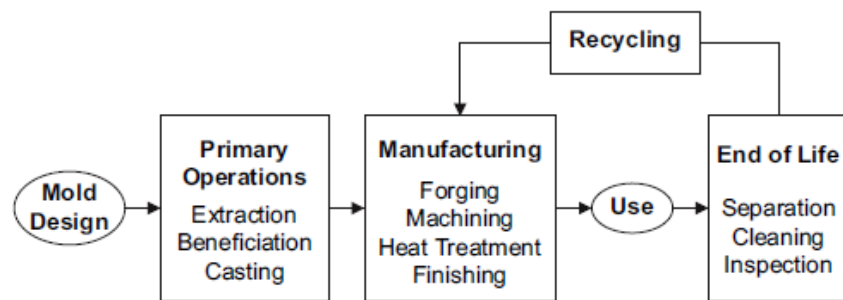 Recycling
Mold
Design
Primary
Operations
Extraction
Beneficiation
Casting
Manufacturing
Forging
Machining
Heat Treatment
Finishing
Use
End of Life
Separation
Cleaning
Inspection